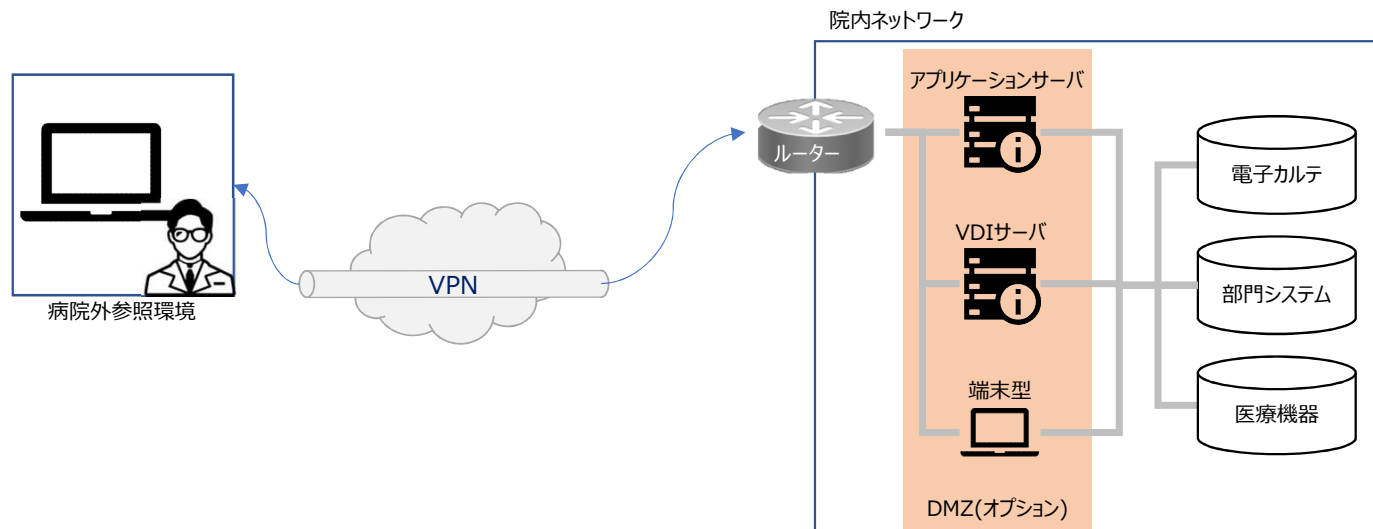 院内ネットワーク
アプリケーションサーバ
ルーター
電子カルテ
VDIサーバ
VPN
部門システム
病院外参照環境
端末型
医療機器
DMZ(オプション)